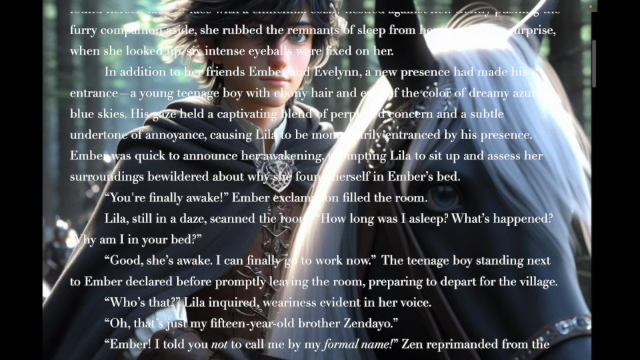 furry companion aside, she rubbed the remnants of sleep from surprise,
when she looked up, six intense eyeballs were fixed on her.
In addition to her friends Ember and Evelynn, a new presence had made his
entrance—a young teenage boy with ebony hair and of the color of dreamy
blue skies. His gaze held a captivating blend of concern and a subtle
undertone of annoyance, causing Lila to be momentarily entranced by his presence.
Ember was quick to announce her awakening, prompting Lila to sit up and assess her
surroundings bewildered about why she found herself in Ember's bed.
"You're finally awake!" Ember filled the room.
Lila, still in a daze, scanned the room. "How long was I asleep? What's happened?
Why am I in your bed?"
"Good, she's awake. I can finally go to work now." The teenage boy standing next
to Ember declared before promptly leaving the room, preparing to depart for the village.
"Who's that?" Lila inquired, weariness evident in her voice.
"Oh, that's just my fifteen-year-old brother Zendayo."
"Ember! I told you not to call me by my formal name!" Zen reprimanded from the